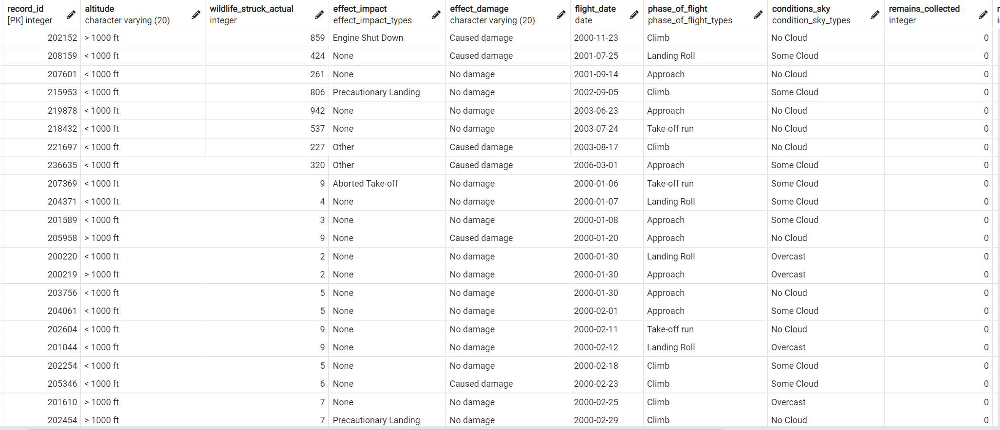 record_id altitude wildlife_struck_actual effect_impact effect_damage flight_date phase_of_flight conditions_sky remains_collected
[PK] integer character varying (20) integer effect_impact_types character varying (20) date phase_of_flight_types condition_sky_types integer
202152 > 1000 ft 859 Engine Shut Down Caused damage 2000-11-23 Climb No Cloud 0
208159 < 1000 ft 424 None Caused damage 2001-07-25 Landing Roll Some Cloud 0
207601 < 1000 ft 261 None No damage 2001-09-14 Approach No Cloud 0
215953 < 1000 ft 806 Precautionary Landing No damage 2002-09-05 Climb Some Cloud 0
219878 < 1000 ft 942 None No damage 2003-06-23 Approach No Cloud 0
218432 < 1000 ft 537 None No damage 2003-07-24 Take-off run No Cloud 0
221697 < 1000 ft 227 Other Caused damage 2003-08-17 Climb No Cloud 0
236635 < 1000 ft 320 Other Caused damage 2006-03-01 Approach Some Cloud 0
207369 < 1000 ft 9 Aborted Take-off No damage 2000-01-06 Take-off run Some Cloud 0
204371 < 1000 ft 4 None No damage 2000-01-07 Landing Roll Some Cloud 0
201589 < 1000 ft 3 None No damage 2000-01-08 Approach Some Cloud 0
205958 > 1000 ft 9 None Caused damage 2000-01-20 Approach No Cloud 0
200220 < 1000 ft 2 None No damage 2000-01-30 Landing Roll Overcast 0
200219 > 1000 ft 2 None No damage 2000-01-30 Approach Overcast 0
203756 < 1000 ft 5 None No damage 2000-01-30 Approach No Cloud 0
204061 < 1000 ft 5 None No damage 2000-02-01 Approach Some Cloud 0
202604 < 1000 ft 9 None No damage 2000-02-11 Take-off run No Cloud 0
201044 < 1000 ft 9 None No damage 2000-02-12 Landing Roll Overcast 0
202254 < 1000 ft 5 None No damage 2000-02-18 Climb Some Cloud 0
205346 < 1000 ft 6 None Caused damage 2000-02-23 Climb Some Cloud 0
201610 > 1000 ft 7 None No damage 2000-02-25 Climb Overcast 0
202454 > 1000 ft 7 Precautionary Landing No damage 2000-02-29 Climb No Cloud 0